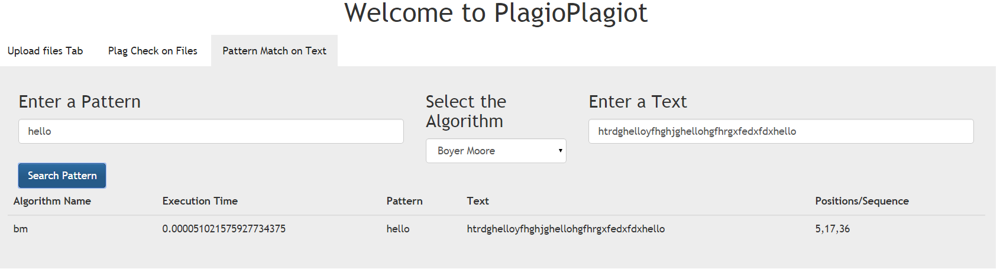 Welcome to PlagioPlagiot
Upload files Tab Plag Check on Files Pattern Match on Text
Enter a Pattern
hello
Select the
Algorithm
Boyer Moore
Enter a Text
htrdghelloyfhghjghellohgfhrgxfedxfdxhello
Search Pattern
Algorithm Name Execution Time Pattern Text Positions/Sequence
bm 0.000051021575927734375 hello htrdghelloyfhghjghellohgfhrgxfedxfdxhello 5,17,36